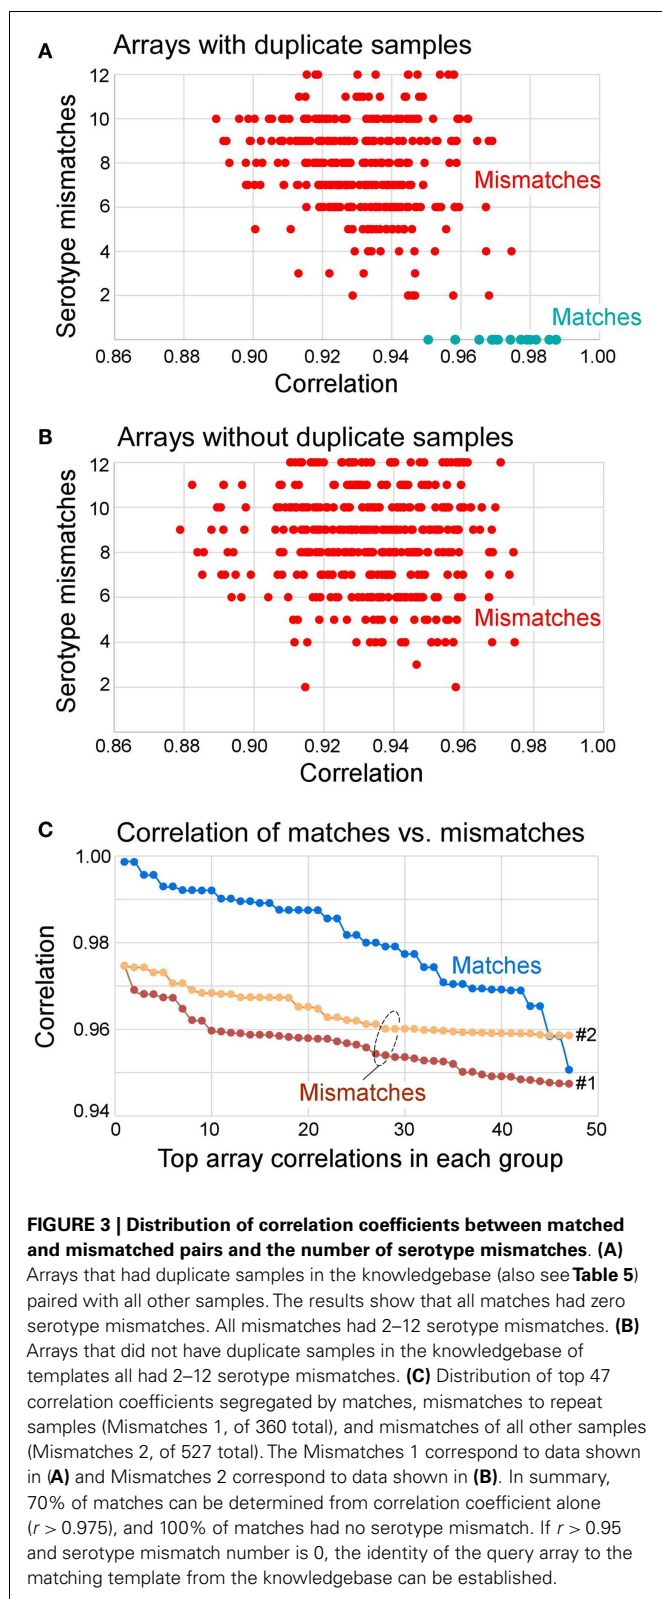 A
Arrays with duplicate samples
Serotype mismatches
12
10
8
6
4
2
Mismatches
Matches
0.86 0.88 0.90 0.92 0.94 0.96 0.98 1.00
Correlation
B
Arrays without duplicate samples
Serotype mismatches
12
10
8
6
4
2
Mismatches
0.86 0.88 0.90 0.92 0.94 0.96 0.98 1.00
Correlation
C
Correlation of matches vs. mismatches
Correlation
1.00
0.98
0.96
0.94
Matches
#2
Mismatches
#1
0 10 20 30 40 50
Top array correlations in each group
FIGURE 3 | Distribution of correlation coefficients between matched
and mismatched pairs and the number of serotype mismatches. (A)
Arrays that had duplicate samples in the knowledgebase (also see Table 5)
paired with all other samples. The results show that all matches had zero
serotype mismatches. All mismatches had 2–12 serotype mismatches. (B)
Arrays that did not have duplicate samples in the knowledgebase of
templates all had 2–12 serotype mismatches. (C) Distribution of top 47
correlation coefficients segregated by matches, mismatches to repeat
samples (Mismatches 1, of 360 total), and mismatches of all other samples
(Mismatches 2, of 527 total). The Mismatches 1 correspond to data shown
in (A) and Mismatches 2 correspond to data shown in (B). In summary,
70% of matches can be determined from correlation coefficient alone
(r > 0.975), and 100% of matches had no serotype mismatch. If r > 0.95
and serotype mismatch number is 0, the identity of the query array to the
matching template from the knowledgebase can be established.